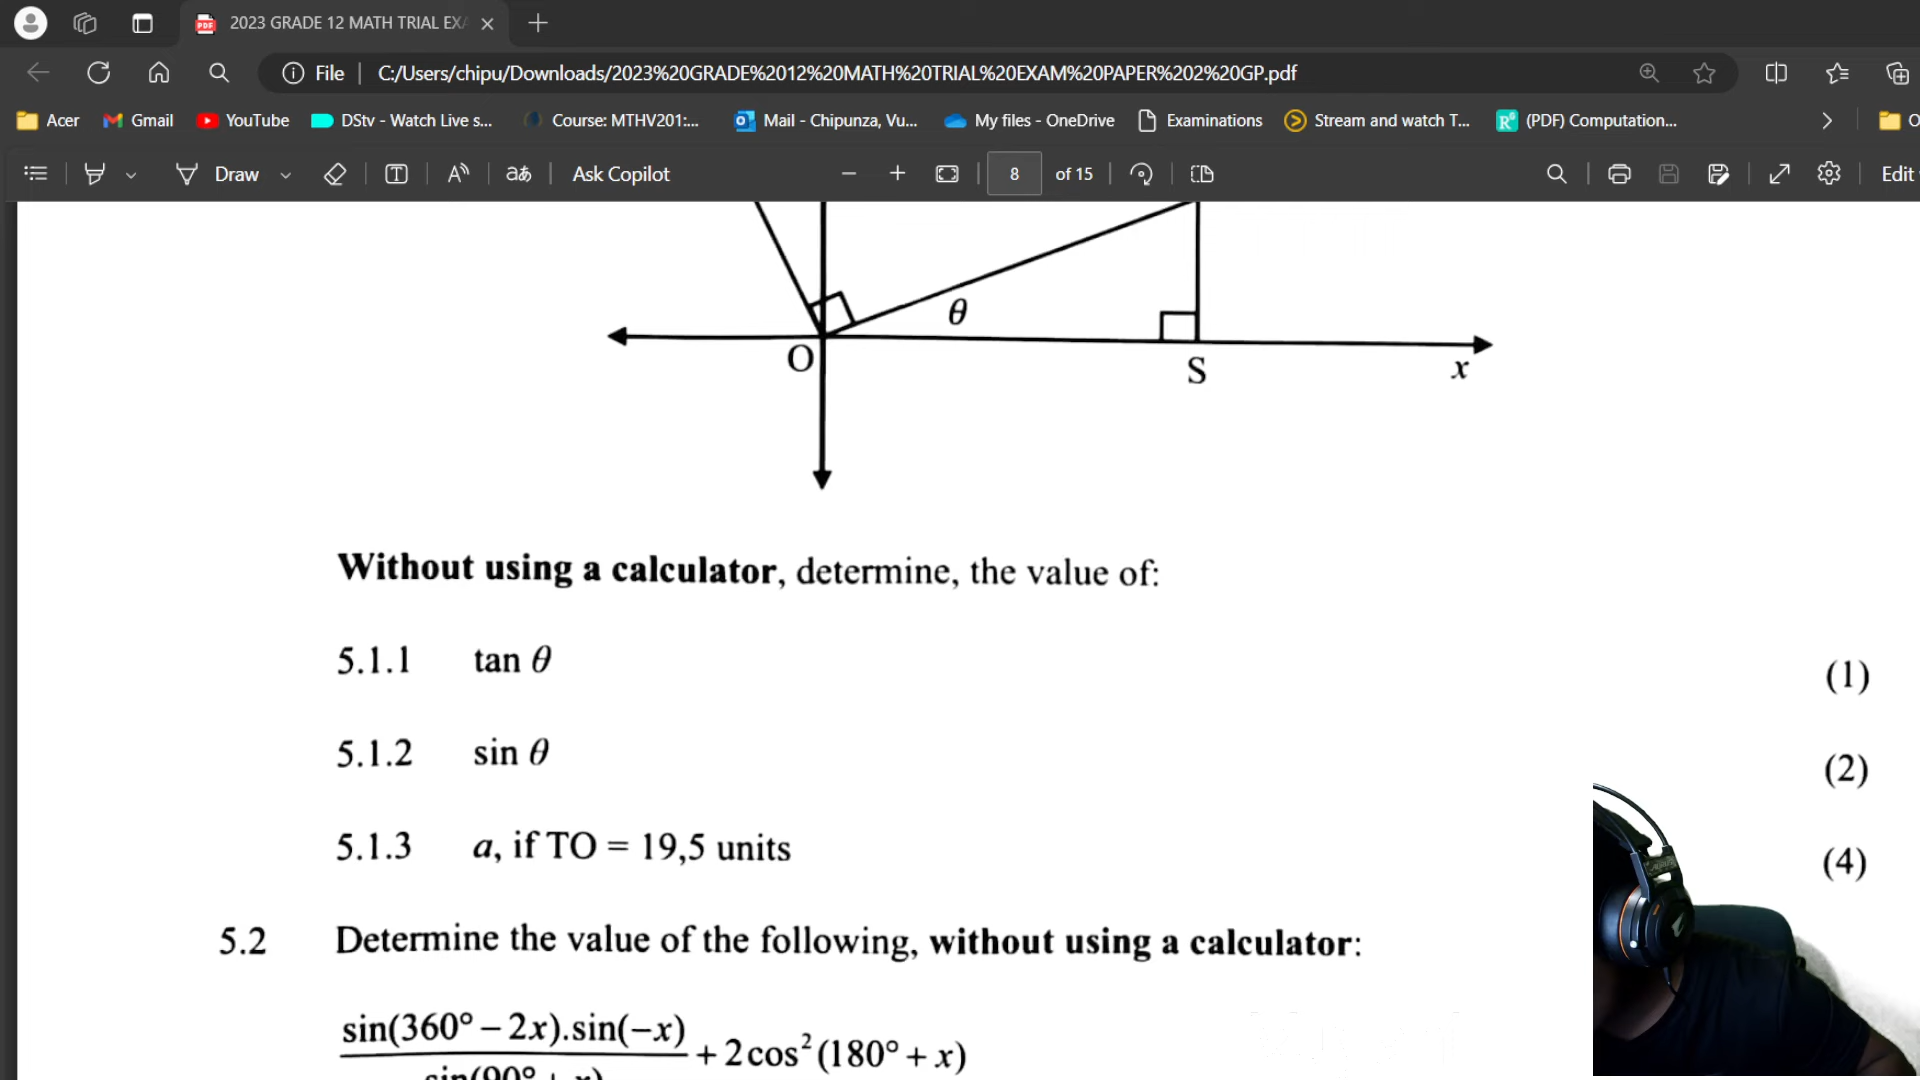 2023 GRADE 12 MATH TRIAL EXA
File C:/Users/chipu/Downloads/2023%20GRADE%2012%20MATH%20TRIAL%20EXAM%20PAPER%202%20GP.pdf
Acer Gmail YouTube DStv - Watch Live s... Course: MTHV201:... Mail - Chipunza, Vu... My files - OneDrive Examinations Stream and watch T... (PDF) Computation... O
Draw Ask Copilot 8 of 15 Edit
θ
O S x
Without using a calculator, determine, the value of:
5.1.1 tan θ (1)
5.1.2 sin θ (2)
5.1.3 a, if TO = 19,5 units (4)
5.2 Determine the value of the following, without using a calculator:
sin(360° – 2x).sin(–x)
+ 2cos² (180° + x)
sin(90° + x)